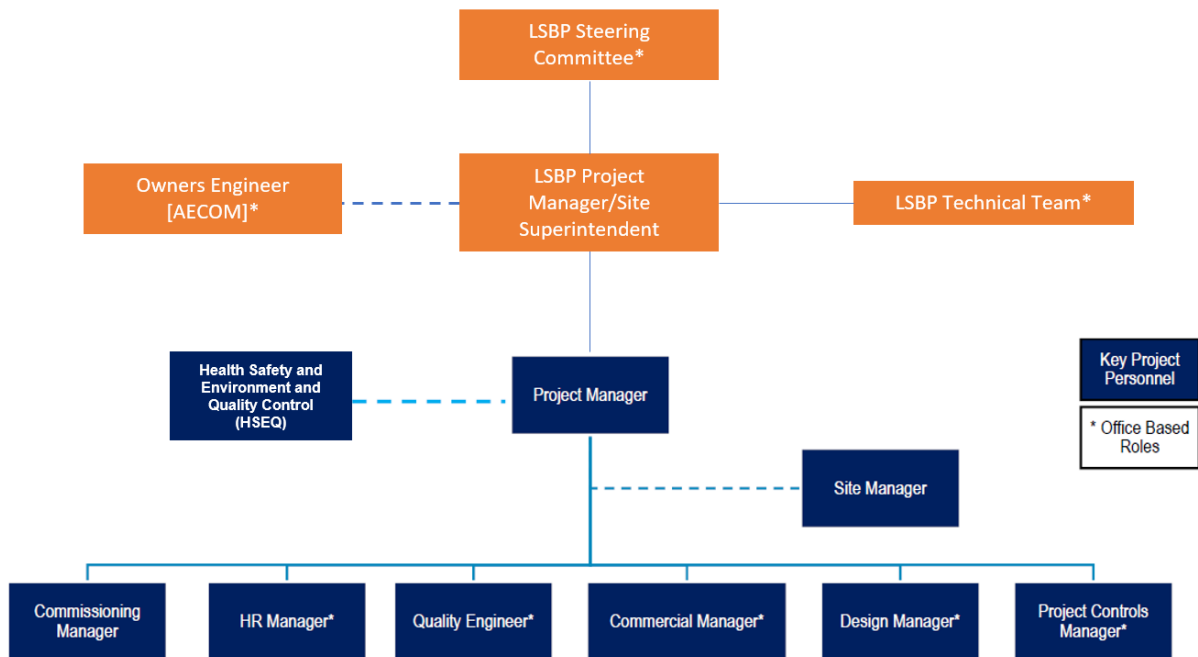 LSBP Steering
Committee*
Owners Engineer
[AECOM]*
LSBP Project
Manager/Site
Superintendent
LSBP Technical Team*
Health Safety and
Environment and
Quality Control
(HSEQ)
Project Manager
Key Project
Personnel
* Office Based
Roles
Site Manager
Commissioning
Manager
HR Manager*
Quality Engineer*
Commercial Manager*
Design Manager*
Project Controls
Manager*